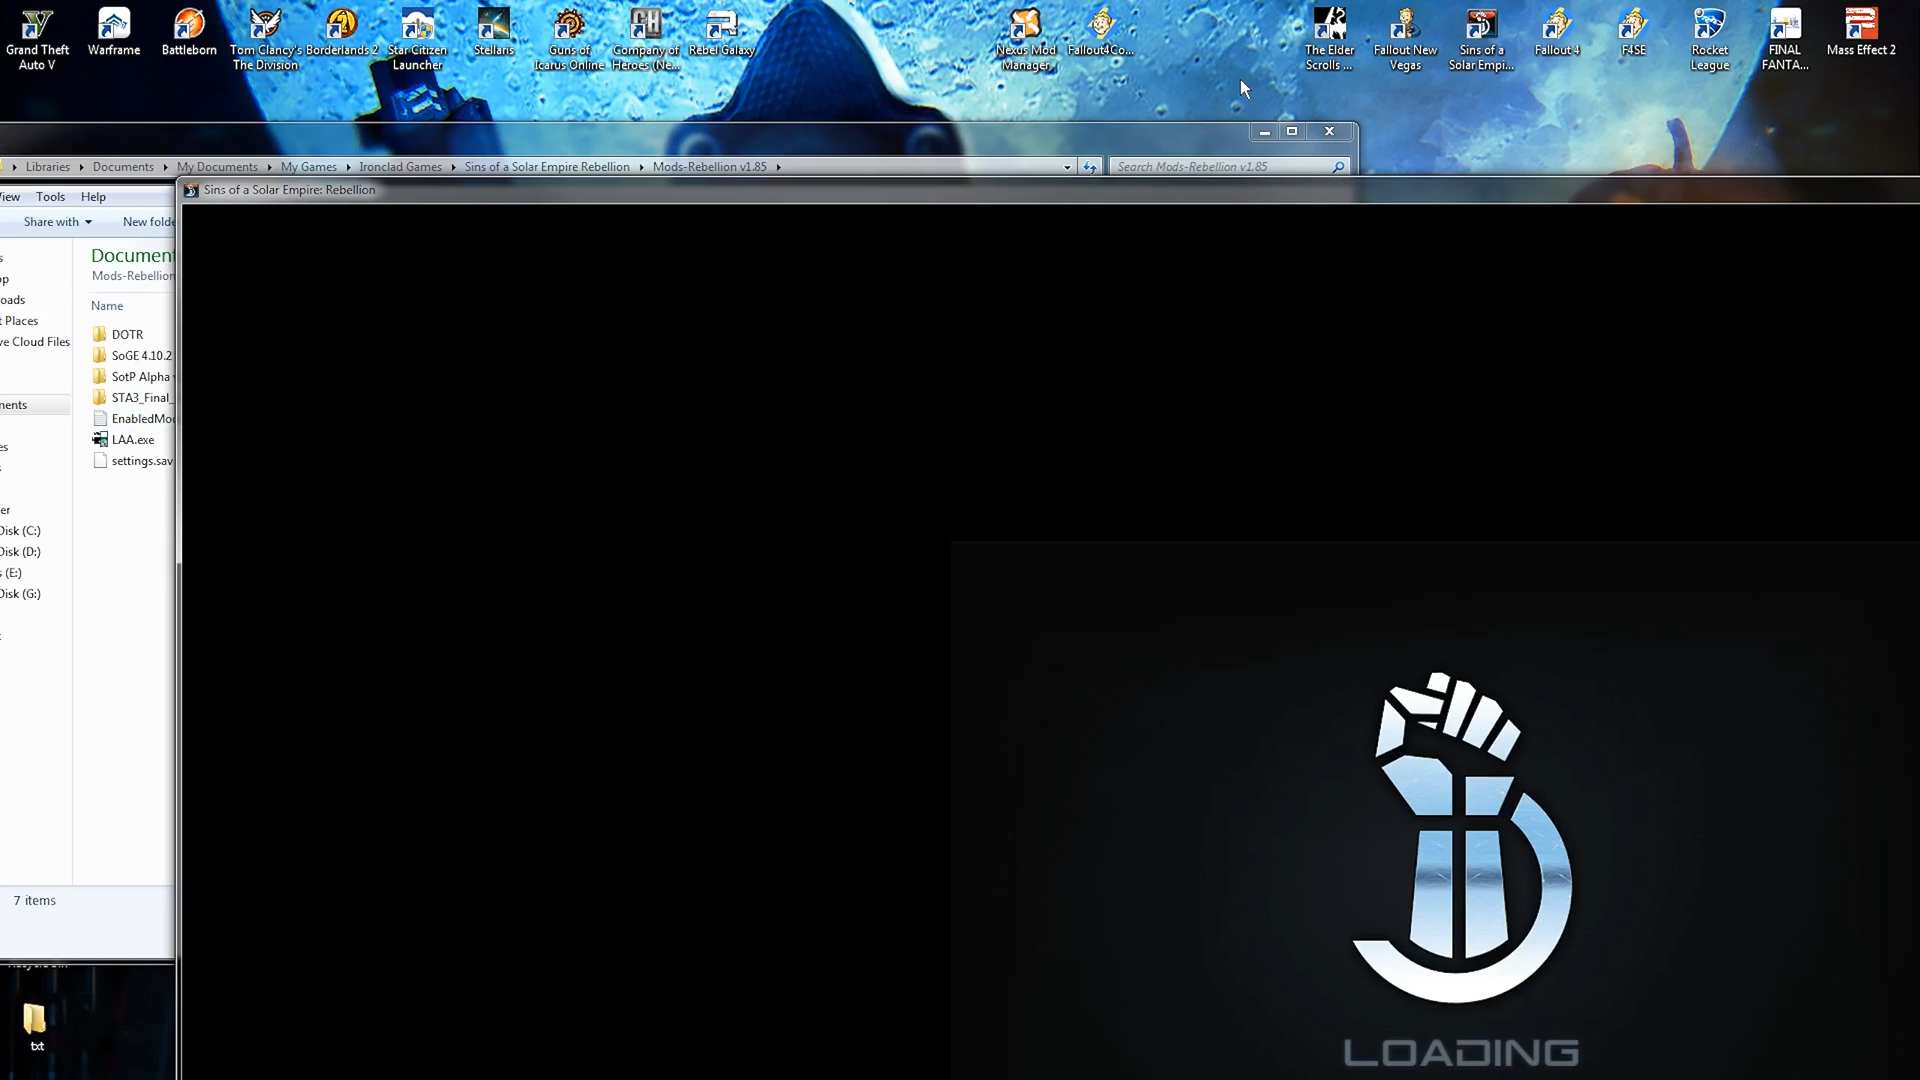 Grand Theft
Auto V
Warframe
Battleborn
Tom Clancy's
The Division
Borderlands 2
Star Citizen
Launcher
Stellaris
Guns of
Icarus Online
Company of
Heroes (Ne...
Rebel Galaxy
Nexus Mod
Manager
Fallout4Co...
The Elder
Scrolls ...
Fallout New
Vegas
Sins of a
Solar Empi...
Fallout 4
F4SE
Rocket
League
FINAL
FANTA...
Mass Effect 2
Libraries Documents My Documents My Games Ironclad Games Sins of a Solar Empire Rebellion Mods-Rebellion v1.85
Search Mods-Rebellion v1.85
Sins of a Solar Empire: Rebellion
iew Tools Help
Share with New folde
Document
Mods-Rebellion
Name
DOTR
SoGE 4.10.2
SotP Alpha
STA3_Final_
EnabledMod
LAA.exe
settings.sav
s
op
oads
t Places
ve Cloud Files
ments
es
er
Disk (C:)
Disk (D:)
s (E:)
Disk (G:)
7 items
txt
LOADING